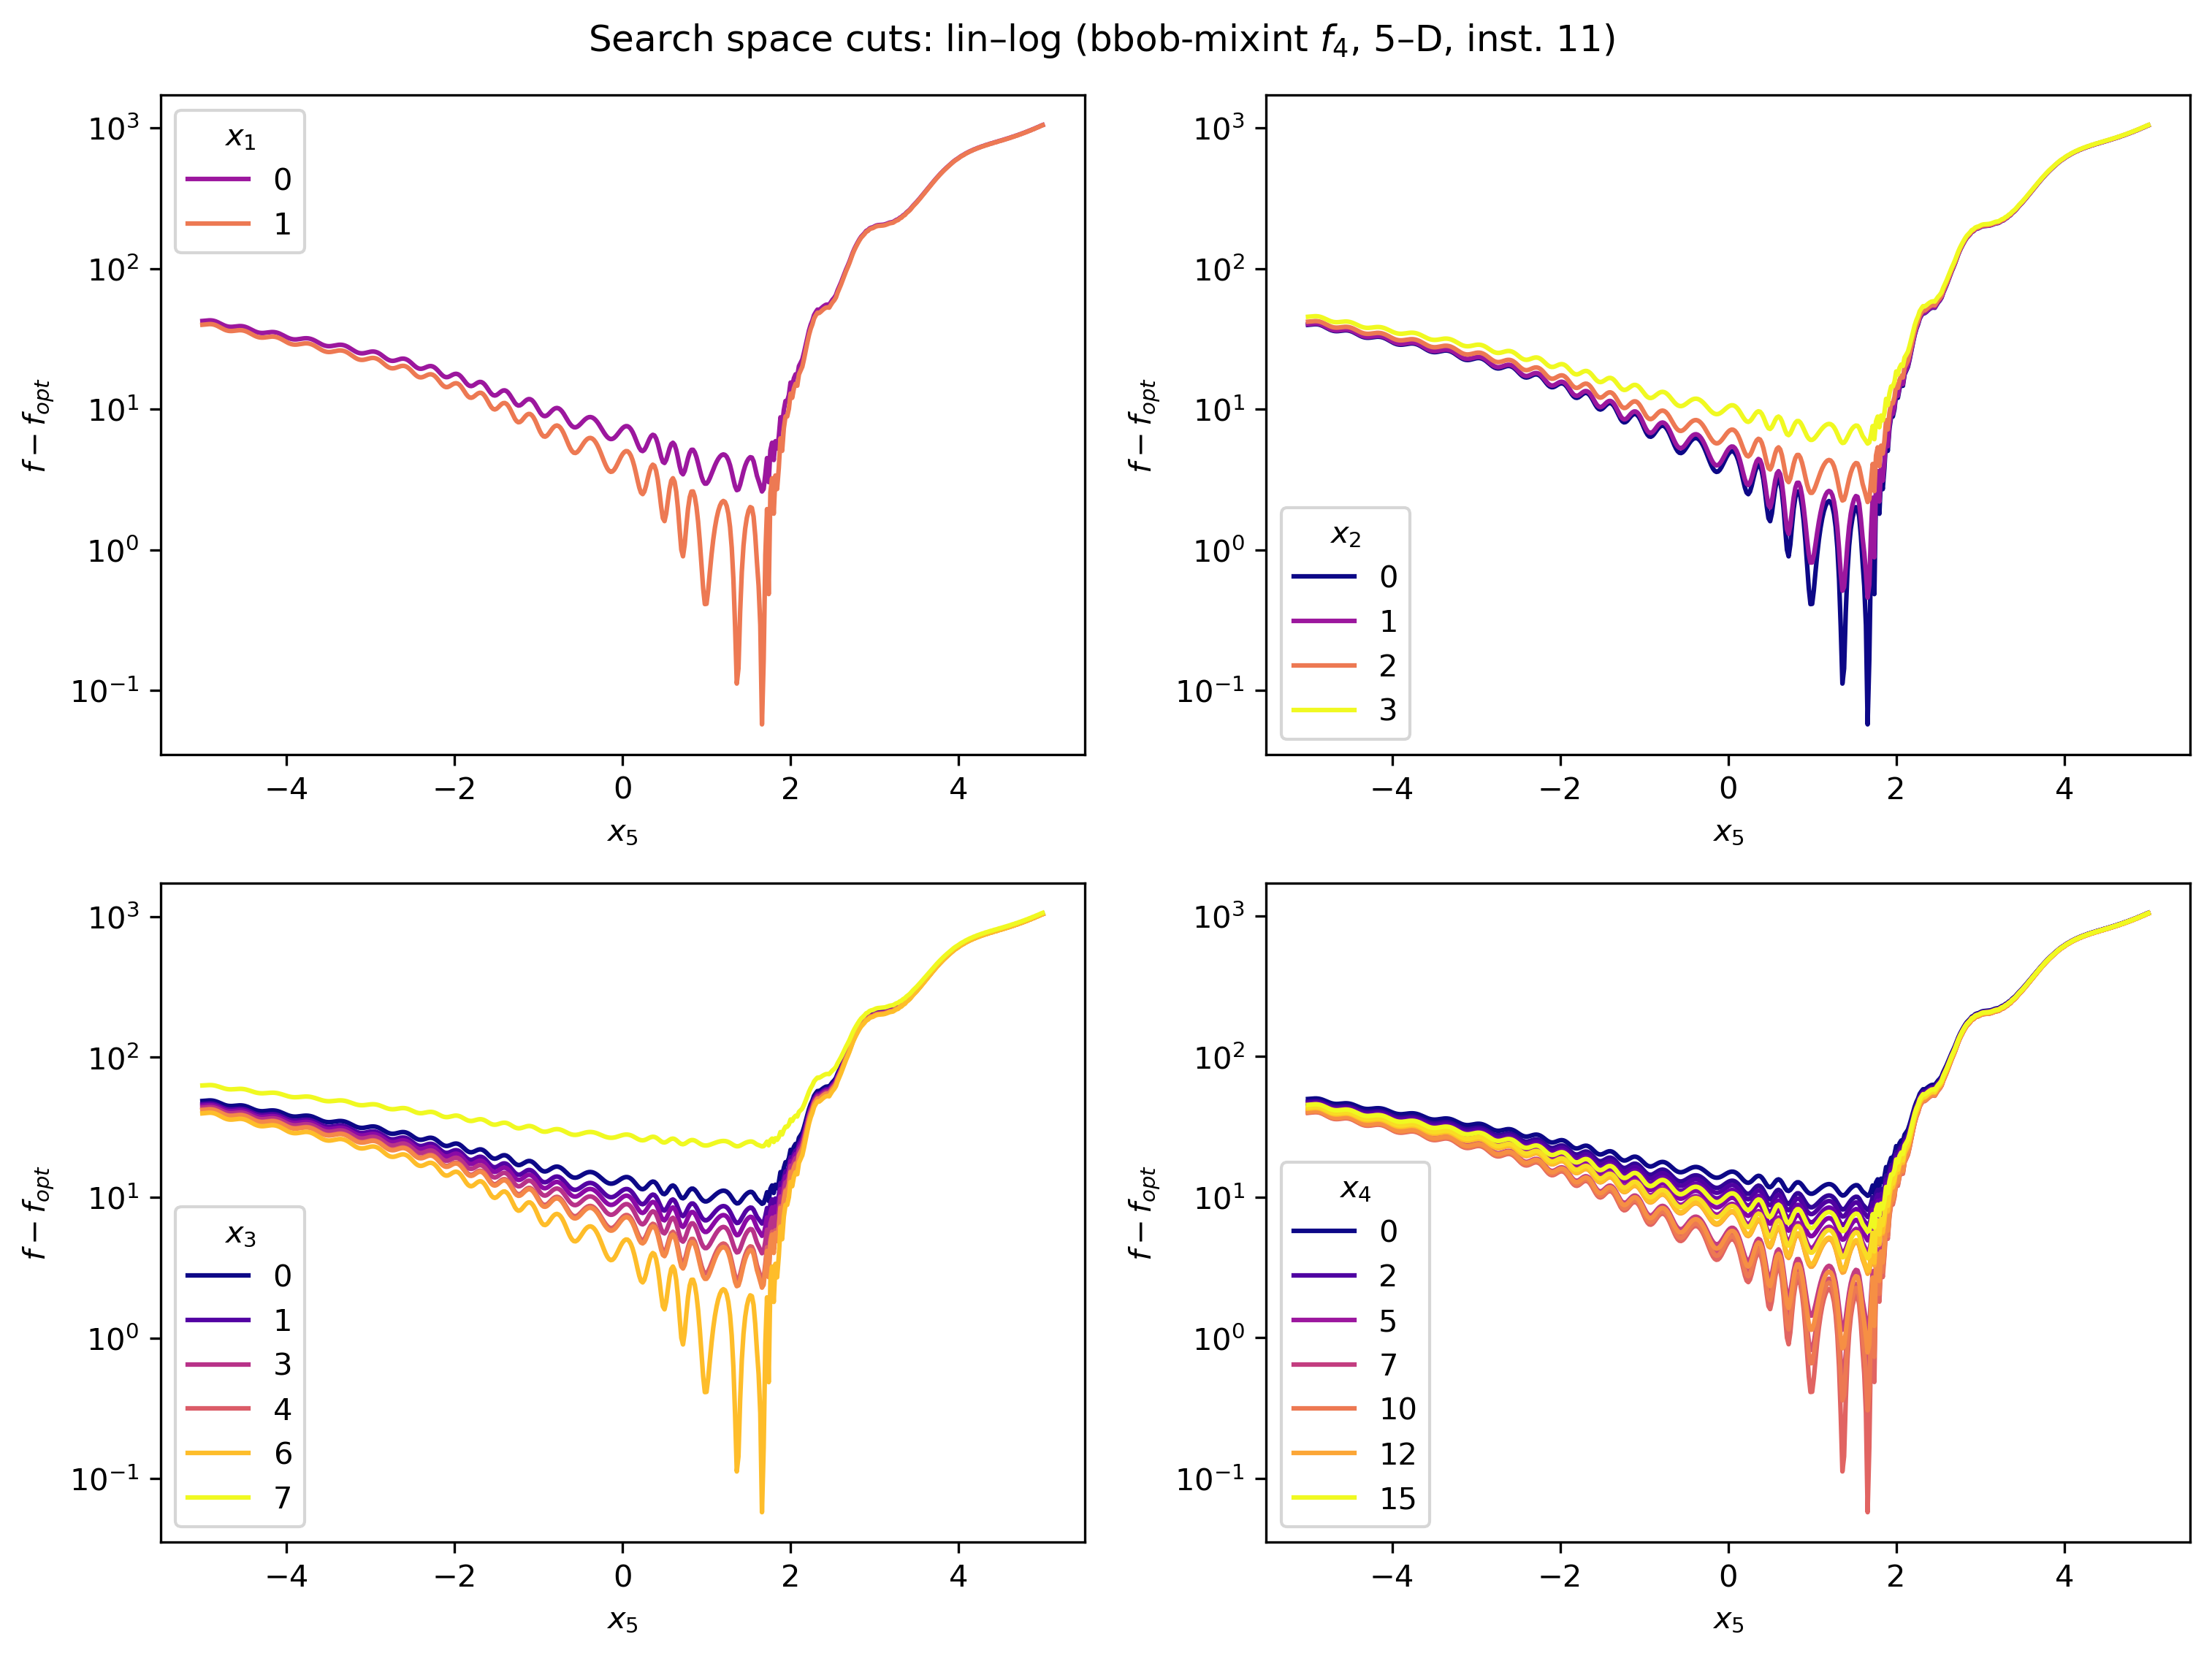 Search space cuts: lin–log (bbob-mixint f₄, 5–D, inst. 11)
10³
10²
10¹
10⁰
10⁻¹
f − f_opt
x₁
0
1
−4 −2 0 2 4
x₅
10³
10²
10¹
10⁰
10⁻¹
f − f_opt
x₂
0
1
2
3
−4 −2 0 2 4
x₅
10³
10²
10¹
10⁰
10⁻¹
f − f_opt
x₃
0
1
3
4
6
7
−4 −2 0 2 4
x₅
10³
10²
10¹
10⁰
10⁻¹
f − f_opt
x₄
0
2
5
7
10
12
15
−4 −2 0 2 4
x₅